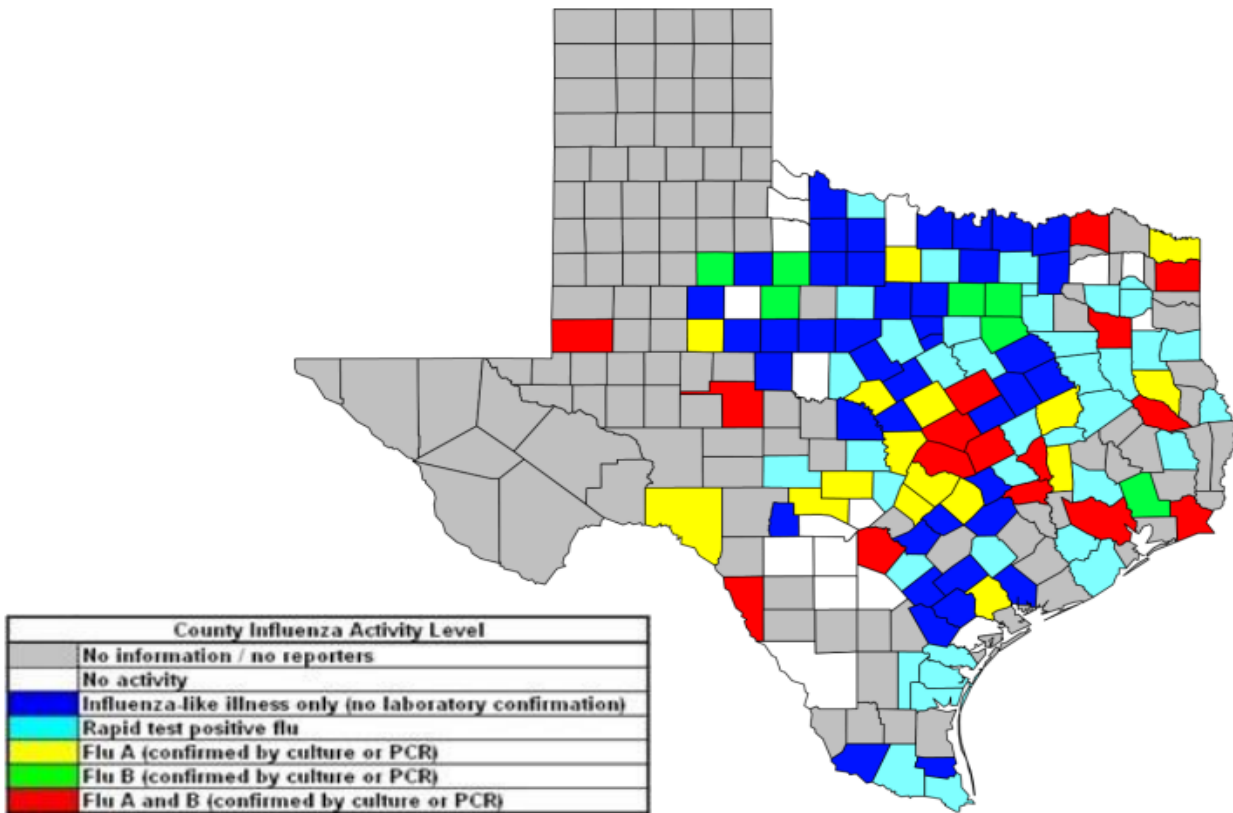 County Influenza Activity Level
No information / no reporters
No activity
Influenza-like illness only (no laboratory confirmation)
Rapid test positive flu
Flu A (confirmed by culture or PCR)
Flu B (confirmed by culture or PCR)
Flu A and B (confirmed by culture or PCR)